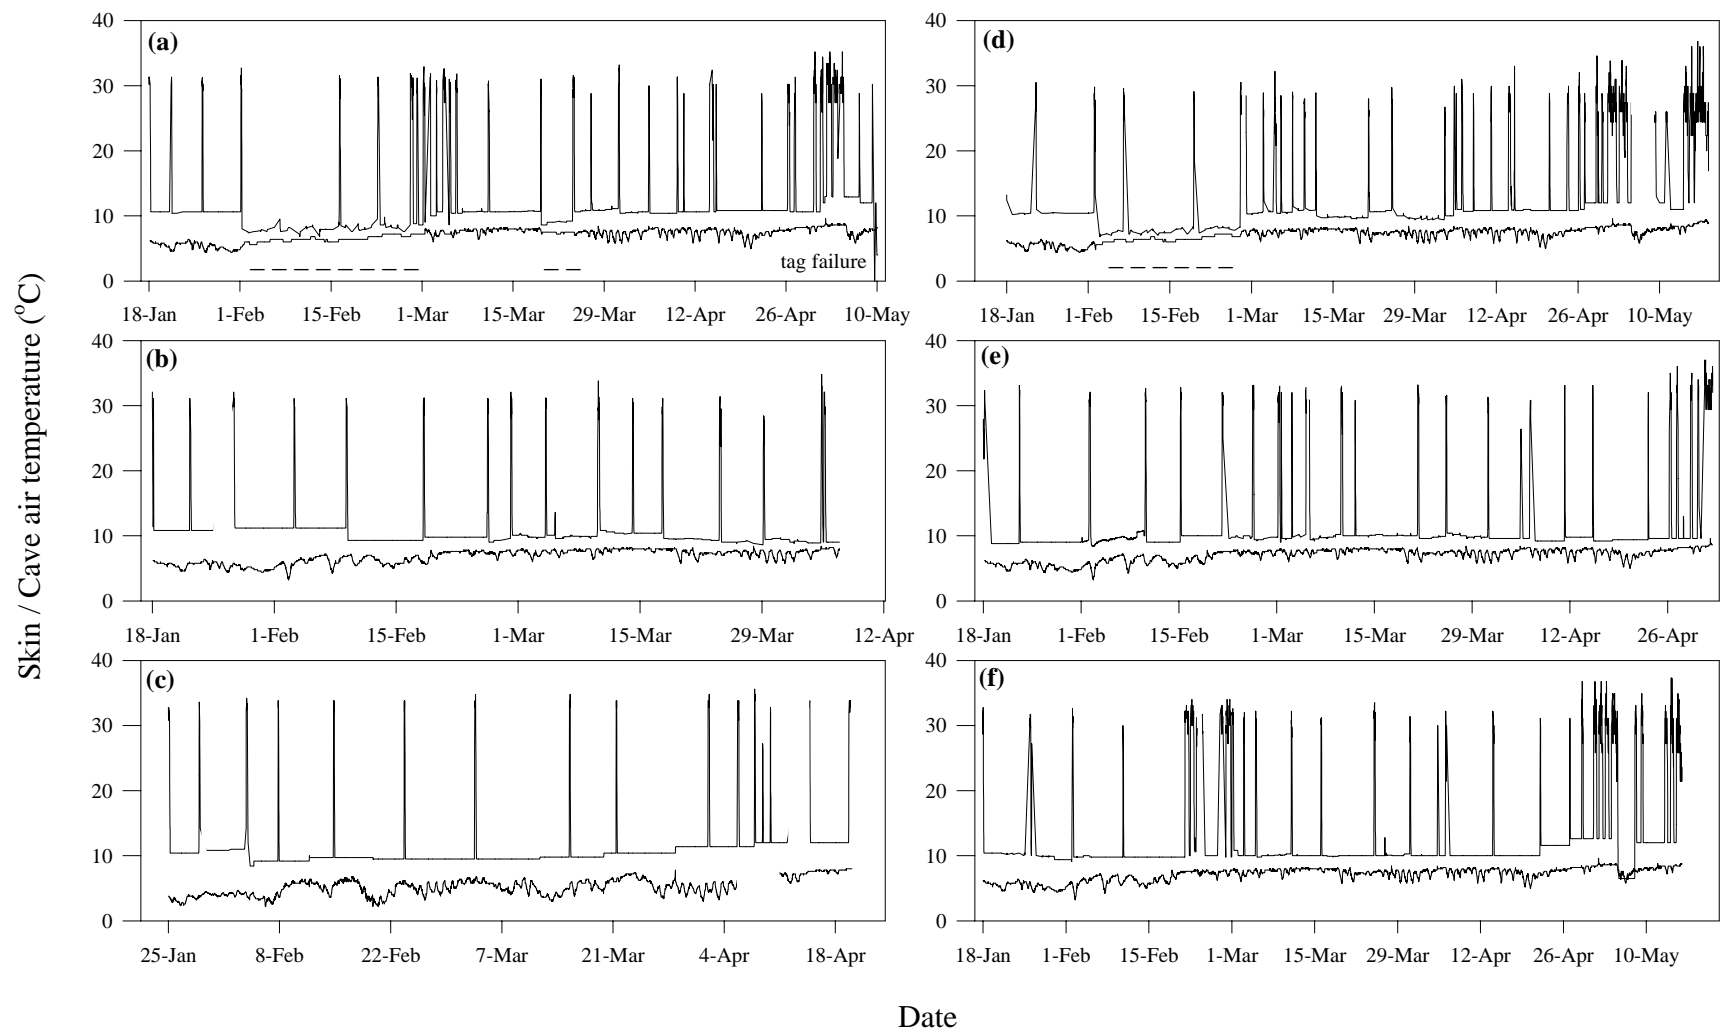 Skin / Cave air temperature (°C)
(a)
40
30
20
10
0
tag failure
18-Jan 1-Feb 15-Feb 1-Mar 15-Mar 29-Mar 12-Apr 26-Apr 10-May
(d)
40
30
20
10
0
18-Jan 1-Feb 15-Feb 1-Mar 15-Mar 29-Mar 12-Apr 26-Apr 10-May
(b)
40
30
20
10
0
18-Jan 1-Feb 15-Feb 1-Mar 15-Mar 29-Mar 12-Apr
(e)
40
30
20
10
0
18-Jan 1-Feb 15-Feb 1-Mar 15-Mar 29-Mar 12-Apr 26-Apr
(c)
40
30
20
10
0
25-Jan 8-Feb 22-Feb 7-Mar 21-Mar 4-Apr 18-Apr
(f)
40
30
20
10
0
18-Jan 1-Feb 15-Feb 1-Mar 15-Mar 29-Mar 12-Apr 26-Apr 10-May
Date